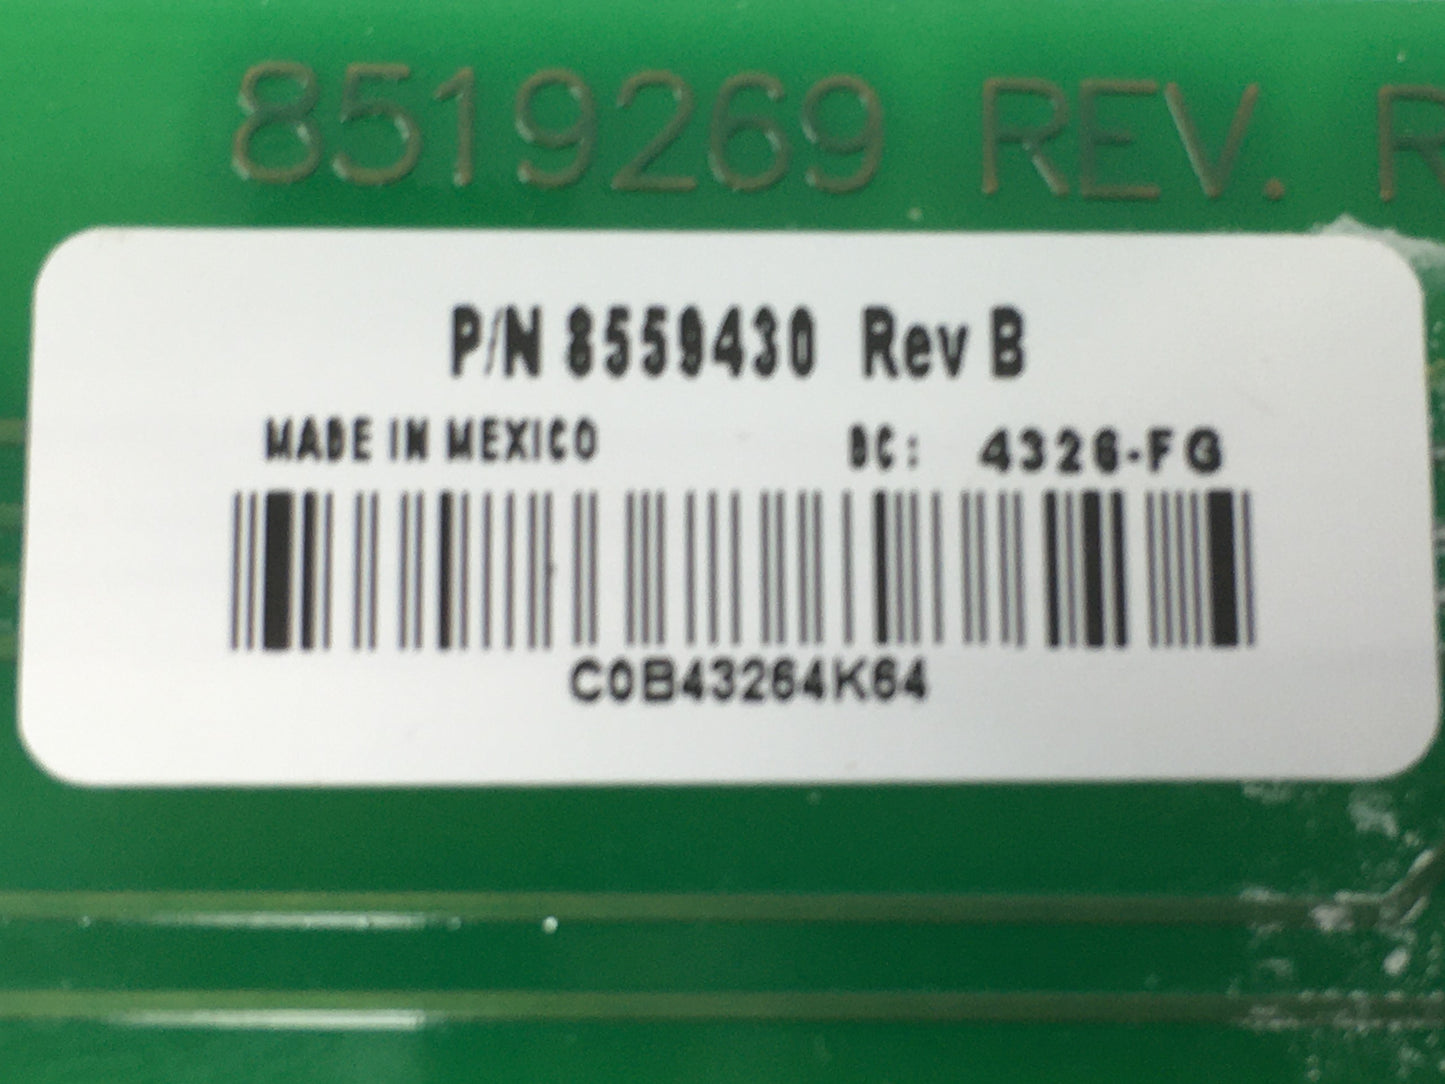 8519269 REV. R
P/N 8559430 Rev B
MADE IN MEXICO DC: 4326-FG
C0B43264K64